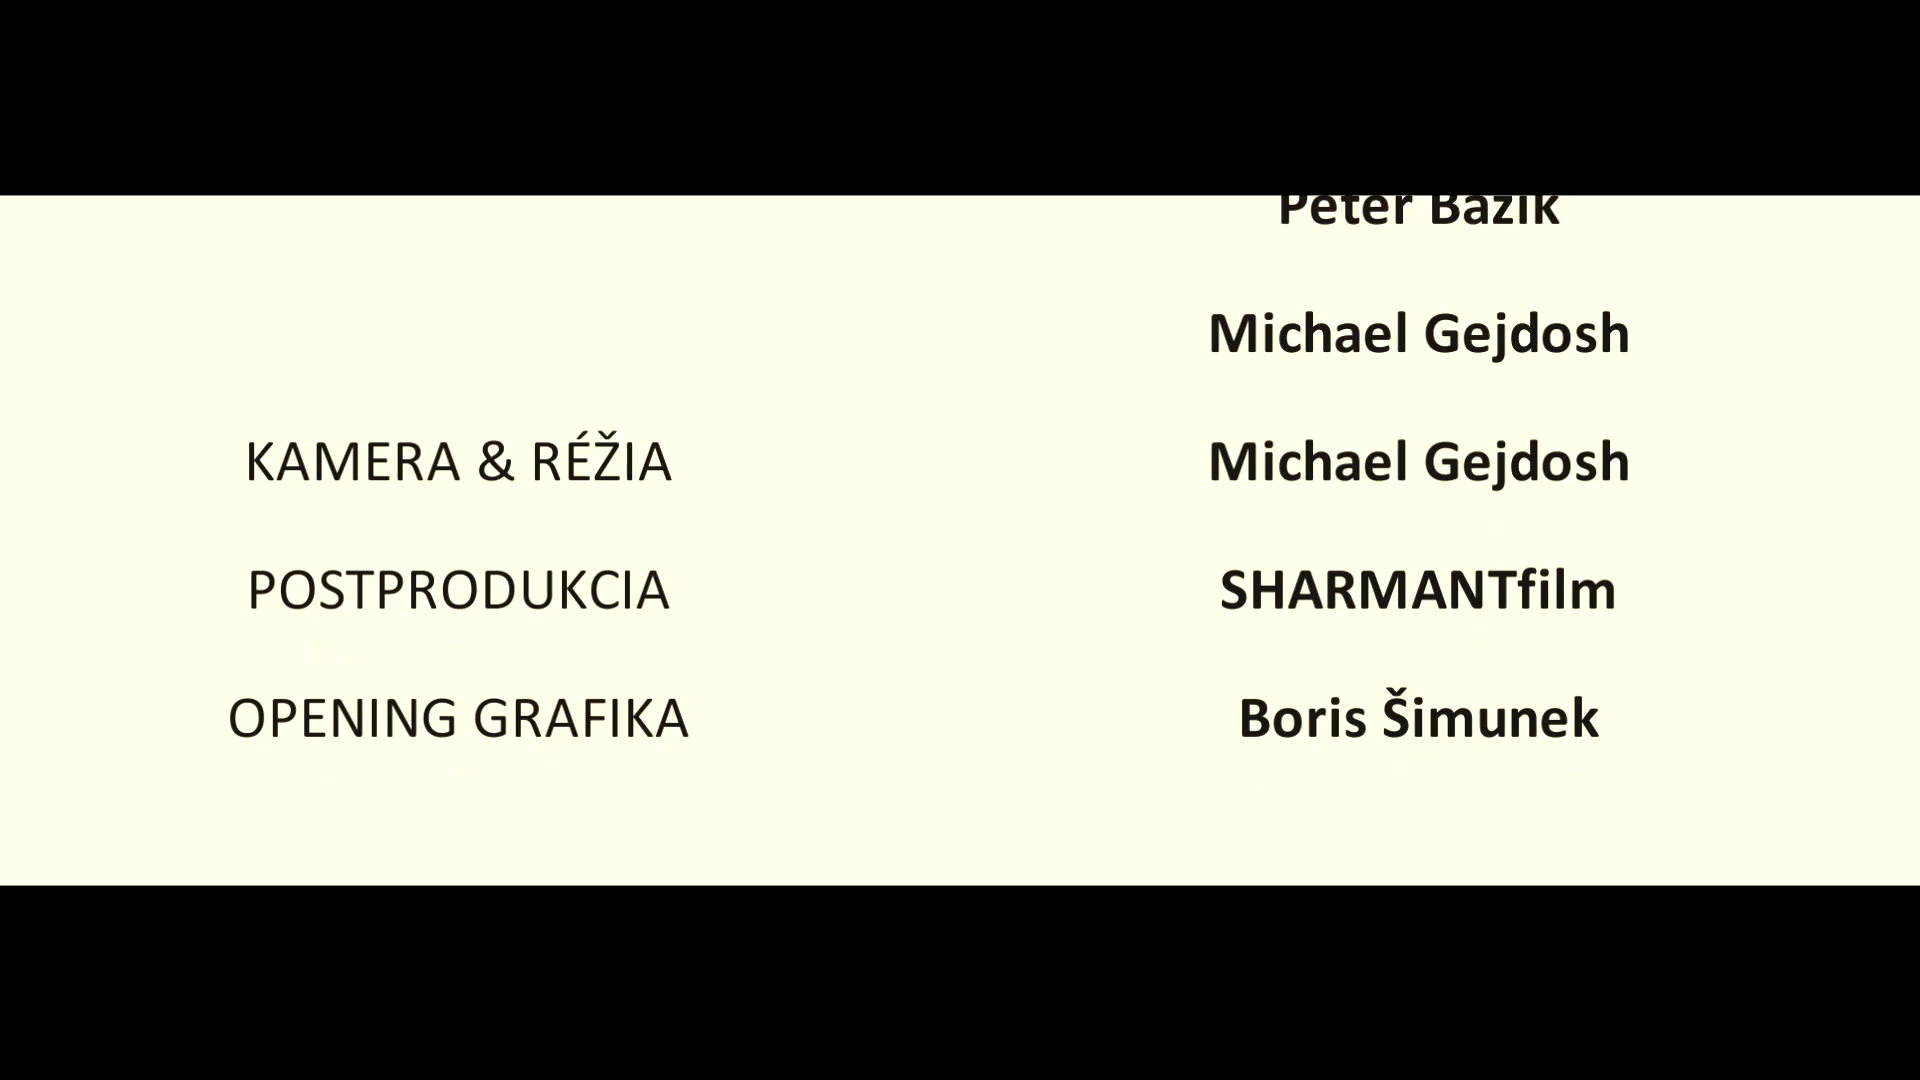 Peter Bazik
Michael Gejdosh
KAMERA & RÉŽIA Michael Gejdosh
POSTPRODUKCIA SHARMANTfilm
OPENING GRAFIKA Boris Šimunek